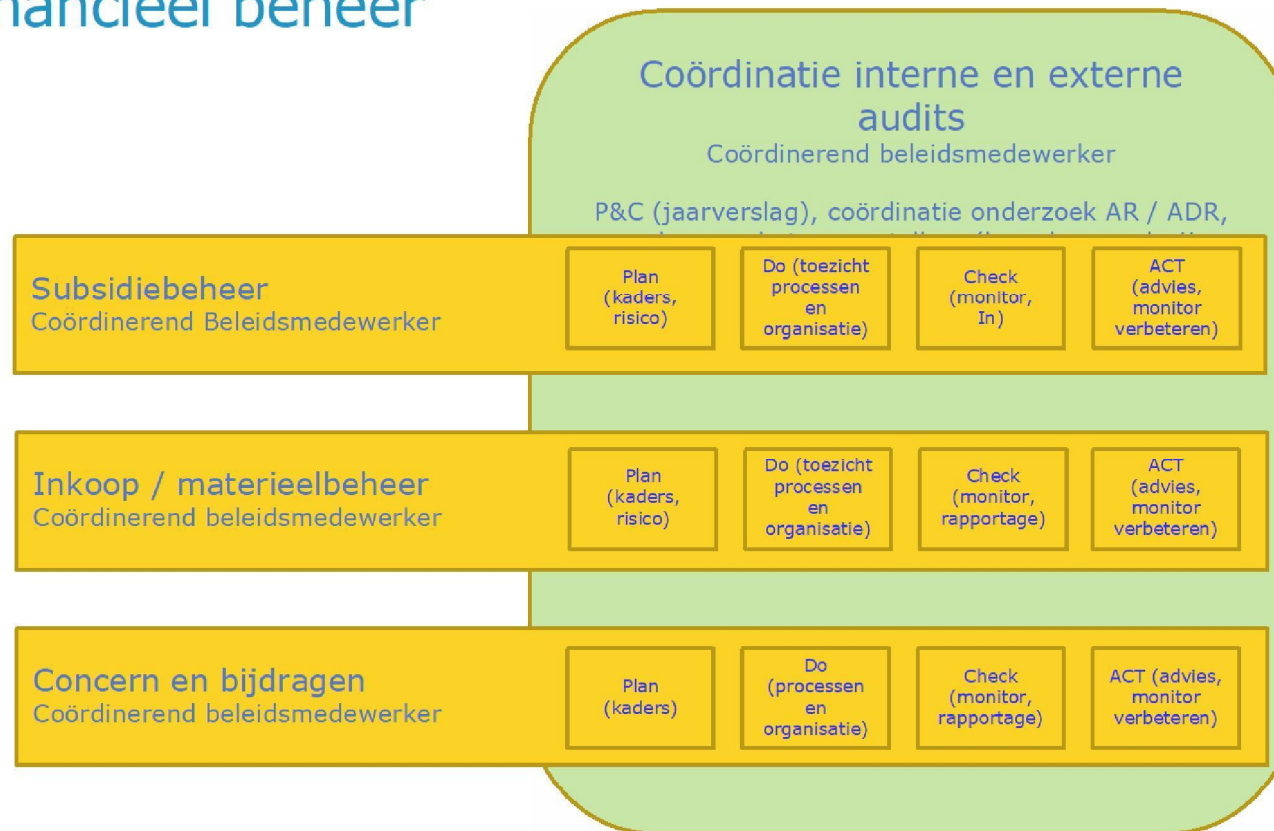 financieel beheer
Coördinatie interne en externe
audits
Coördinerend beleidsmedewerker
P&C (jaarverslag), coördinatie onderzoek AR / ADR,
Subsidiebeheer
Coördinerend Beleidsmedewerker
Plan
(kaders,
risico)
Do (toezicht
processen
en
organisatie)
Check
(monitor,
In)
ACT
(advies,
monitor
verbeteren)
Inkoop / materieelbeheer
Coördinerend beleidsmedewerker
Plan
(kaders,
risico)
Do (toezicht
processen
en
organisatie)
Check
(monitor,
rapportage)
ACT
(advies,
monitor
verbeteren)
Concern en bijdragen
Coördinerend beleidsmedewerker
Plan
(kaders)
Do
(processen
en
organisatie)
Check
(monitor,
rapportage)
ACT (advies,
monitor
verbeteren)